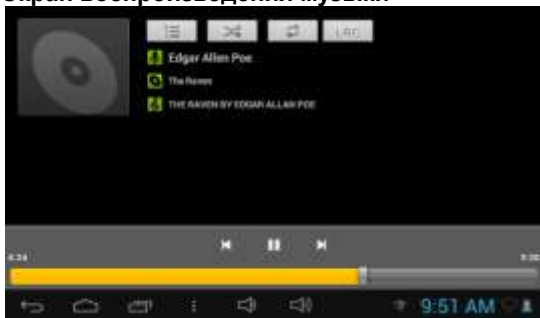 Экран воспроизведения музыки
LRC
Edgar Allen Poe
The Raven
THE RAVEN BY EDGAR ALLAN POE
9:51 AM